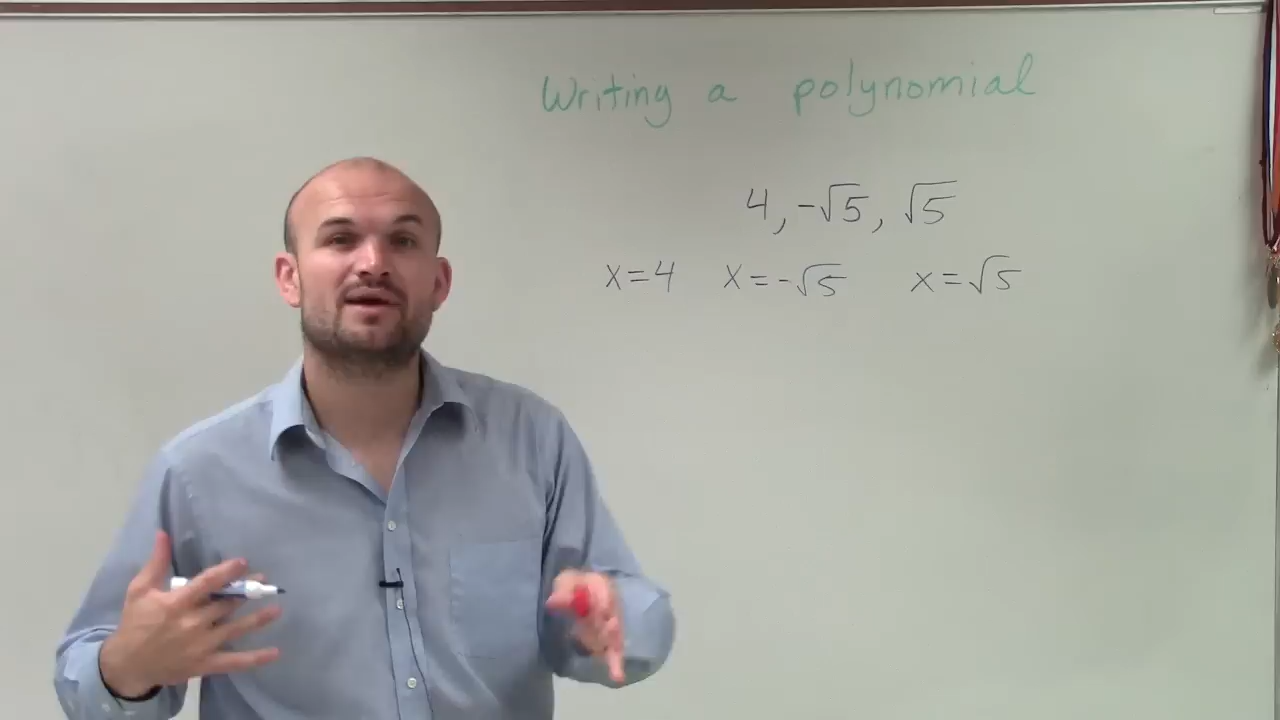 Writing a polynomial
4, -√5, √5
x=4 x=-√5 x=√5